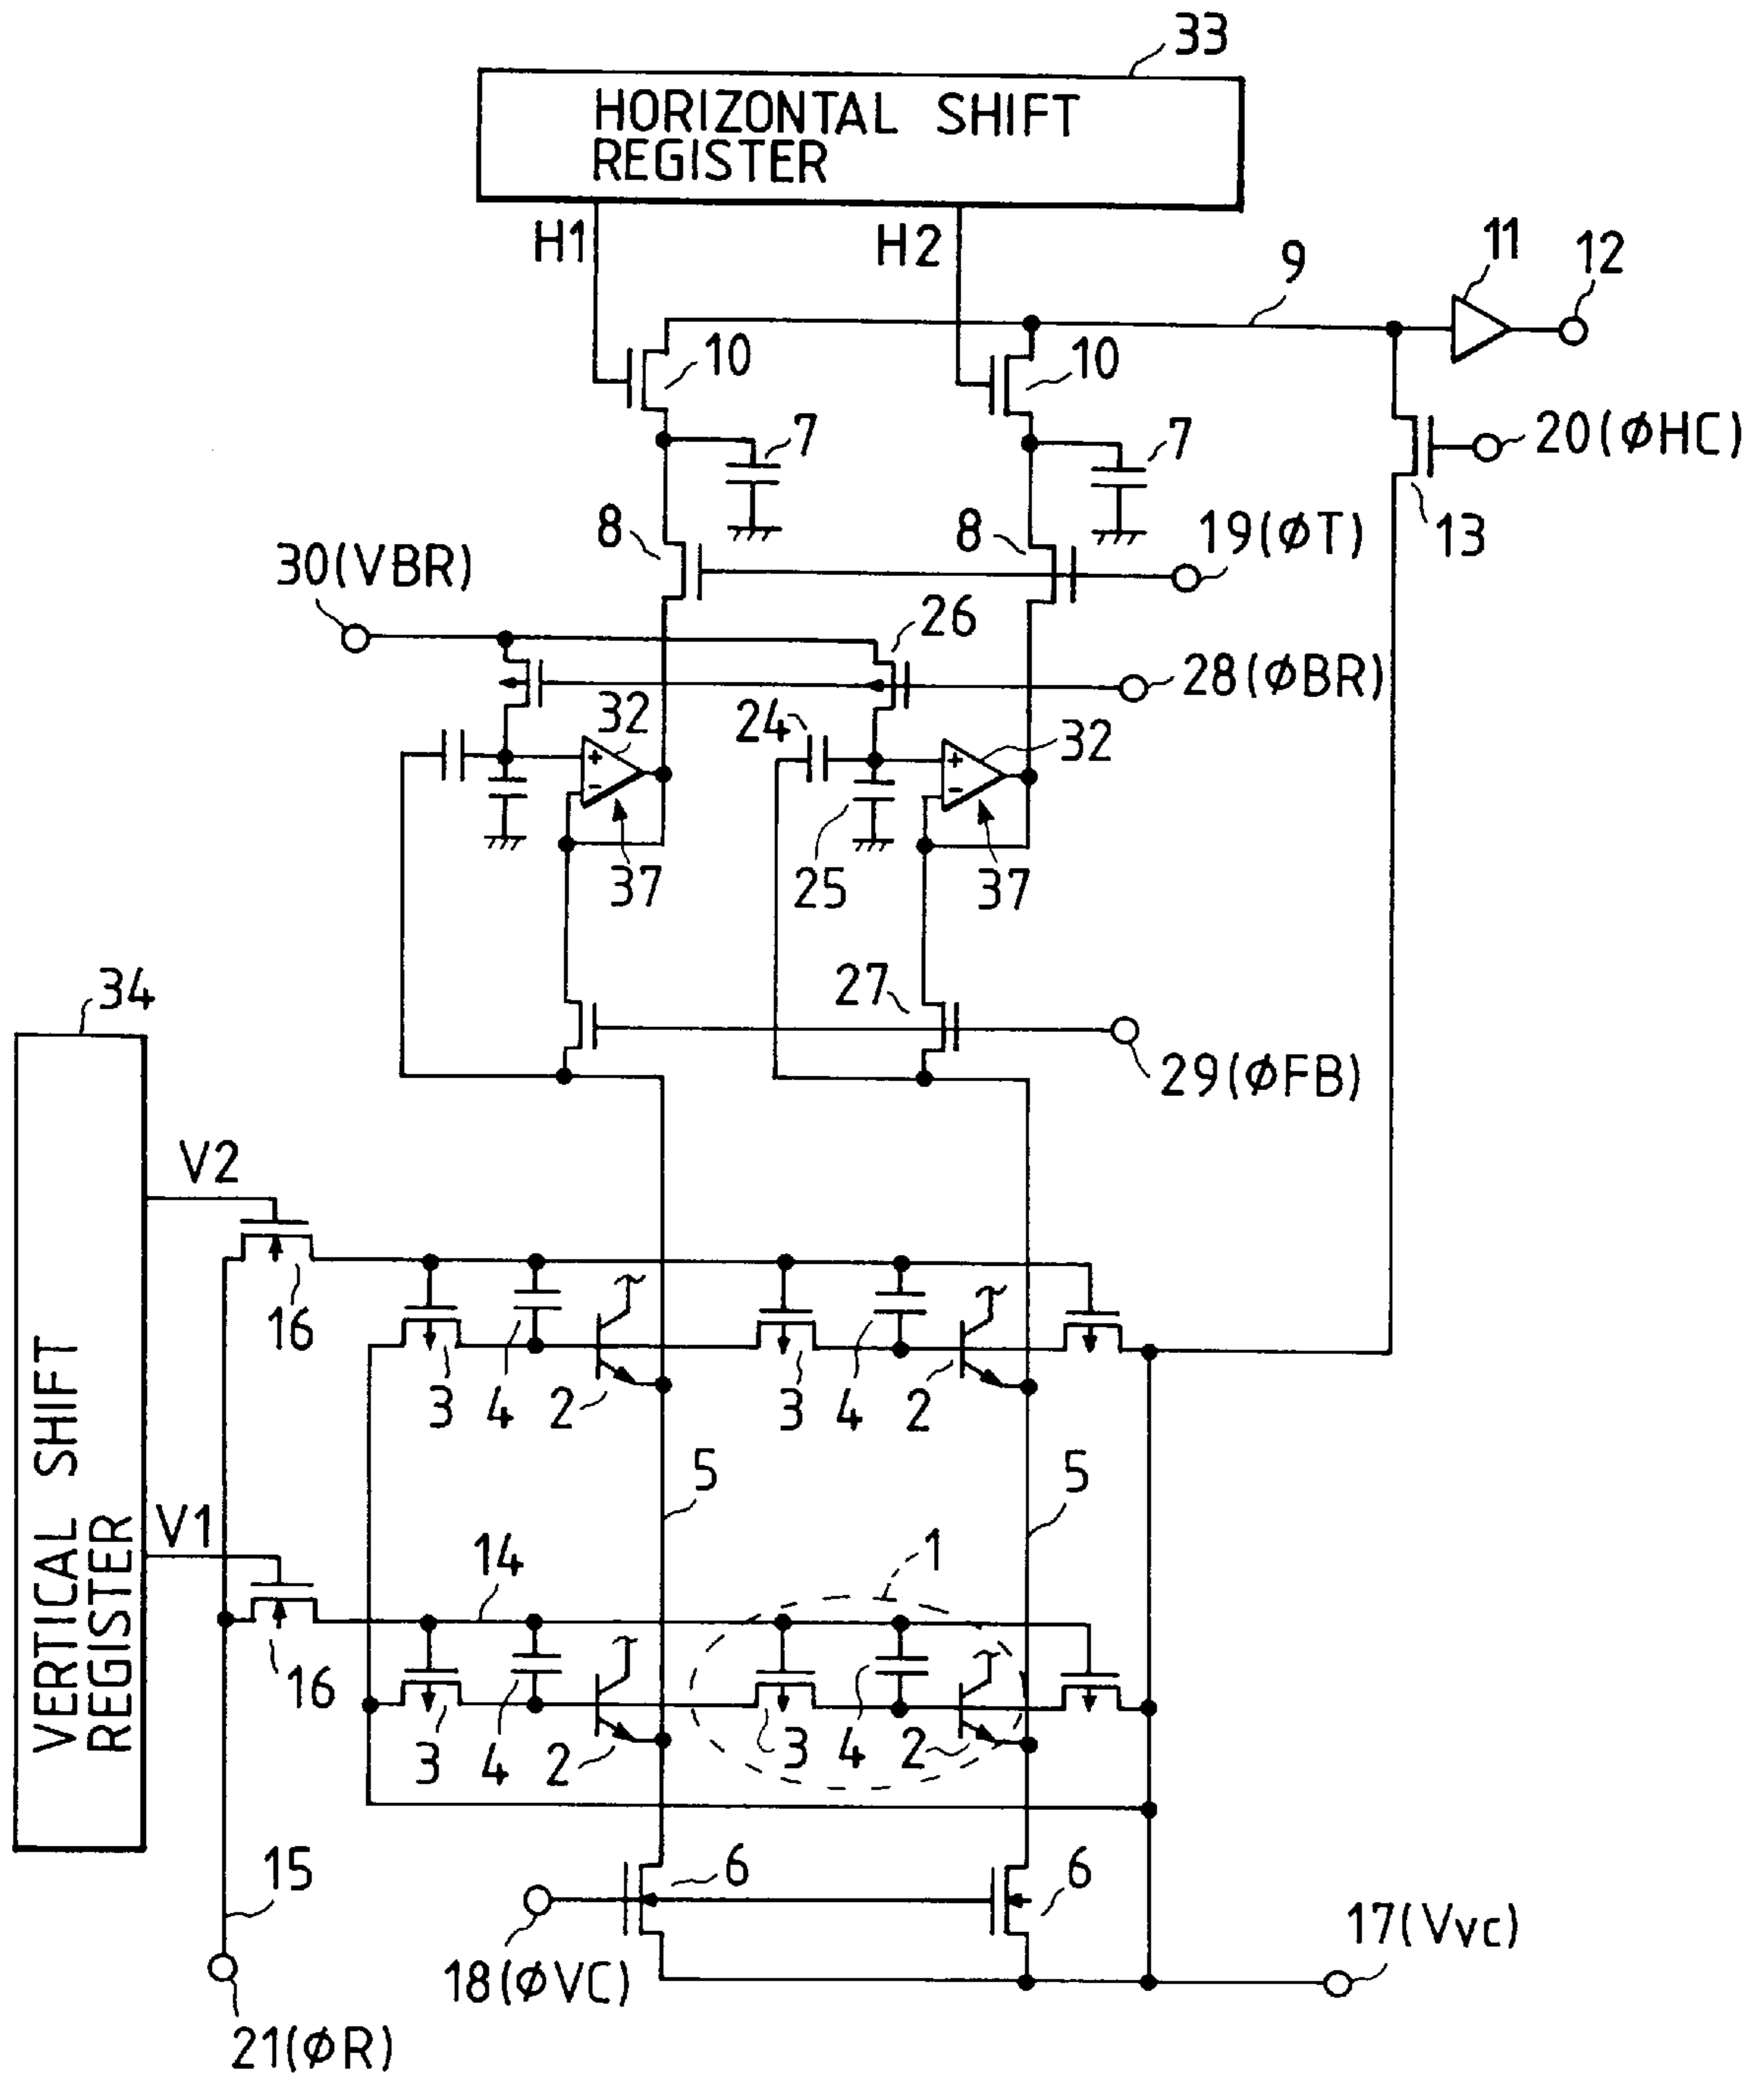 33
HORIZONTAL SHIFT
REGISTER
H1
H2
9
11
12
10
10
7
7
20(ϕHC)
13
8
8
19(ϕT)
30(VBR)
26
28(ϕBR)
32
24
32
+
-
+
-
37
25
37
34
27
29(ϕFB)
V2
16
3
4
2
3
4
2
VERTICAL SHIFT
REGISTER
5
5
V1
14
1
16
3
4
2
3
4
2
15
6
6
18(ϕVC)
17(Vvc)
21(ϕR)